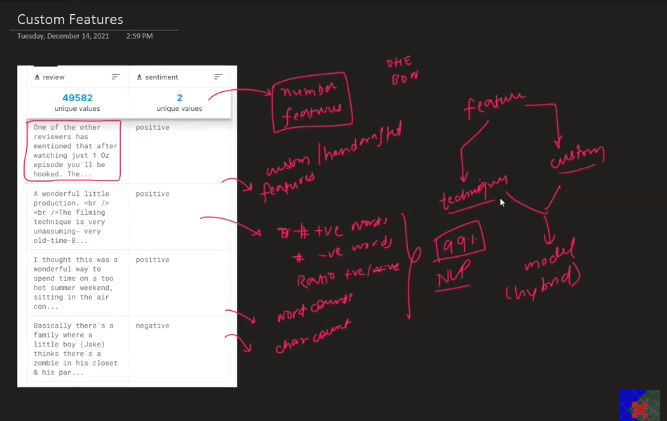 Custom Features
Tuesday, December 14, 2021 2:59 PM
review
sentiment
49582
unique values
2
unique values
One of the other
reviewers has
mentioned that after
watching just 1 Oz
episode you'll be
hooked. The...
positive
A wonderful little
production. <br />
<br />The filming
technique is very
unassuming- very
old-time-B...
positive
I thought this was a
wonderful way to
spend time on a too
hot summer weekend,
sitting in the air
con...
positive
Basically there's a
family where a
little boy (Jake)
thinks there's a
zombie in his closet
& his par...
negative
number
features
OHE
BOW
custom/handcrafted
features
# +ve words
# -ve words
Ratio +ve/-ive
word counts
char count
feature
techniques
custom
99%
NLP
model
(hybrid)